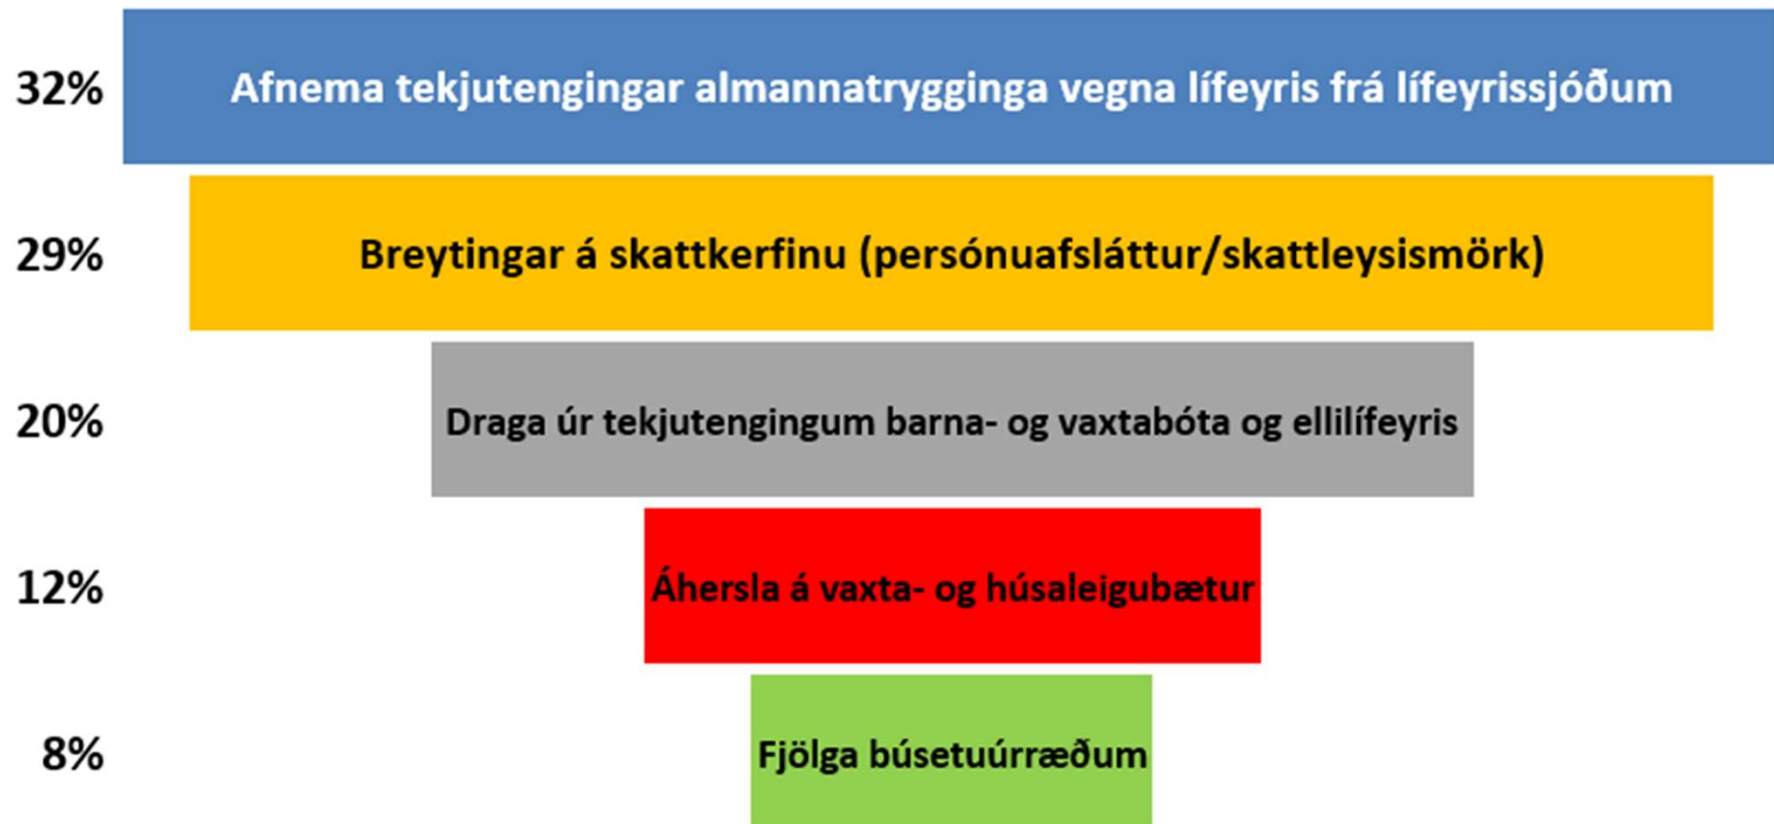 32% Afnema tekjutengingar almannatrygginga vegna lífeyris frá lífeyrissjóðum
29% Breytingar á skattkerfinu (persónuafsláttur/skattleysismörk)
20% Draga úr tekjutengingum barna- og vaxtabóta og ellilífeyris
12% Áhersla á vaxta- og húsaleigubætur
8% Fjölga búsetuúrræðum